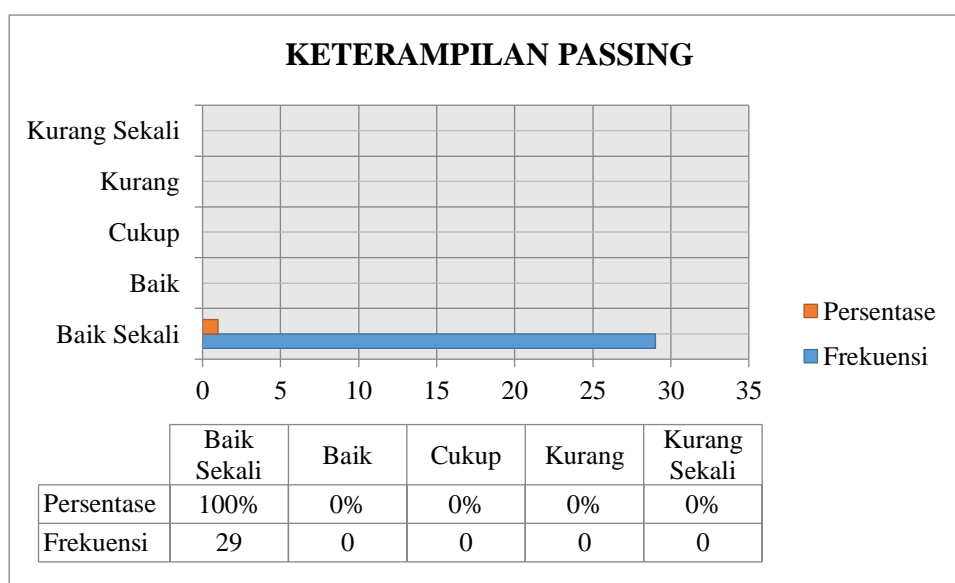 KETERAMPILAN PASSING
Kurang Sekali
Kurang
Cukup
Baik
Baik Sekali
0 5 10 15 20 25 30 35
Persentase
Frekuensi
Baik Sekali Baik Cukup Kurang Kurang Sekali
Persentase 100% 0% 0% 0% 0%
Frekuensi 29 0 0 0 0